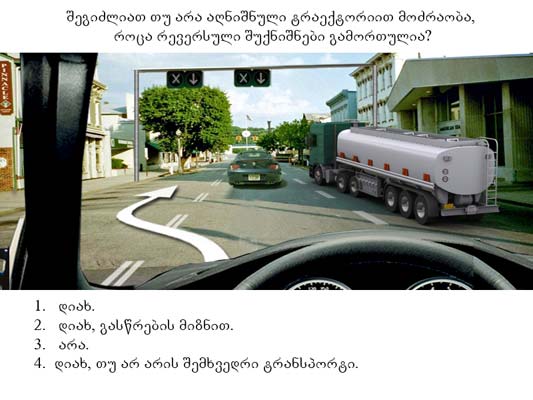 შეგიძლიათ თუ არა აღნიშნული ტრაექტორიით მოძრაობა,
როცა რევერსული შუქნიშნები გამორთულია?
PINNACLE
1. დიახ.
2. დიახ, გასწრების მიზნით.
3. არა.
4. დიახ, თუ არ არის შემხვედრი ტრანსპორტი.